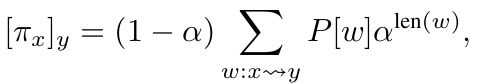 [π_x]_y = (1 − α) ∑_{w:x⇝y} P[w]α^{len(w)},